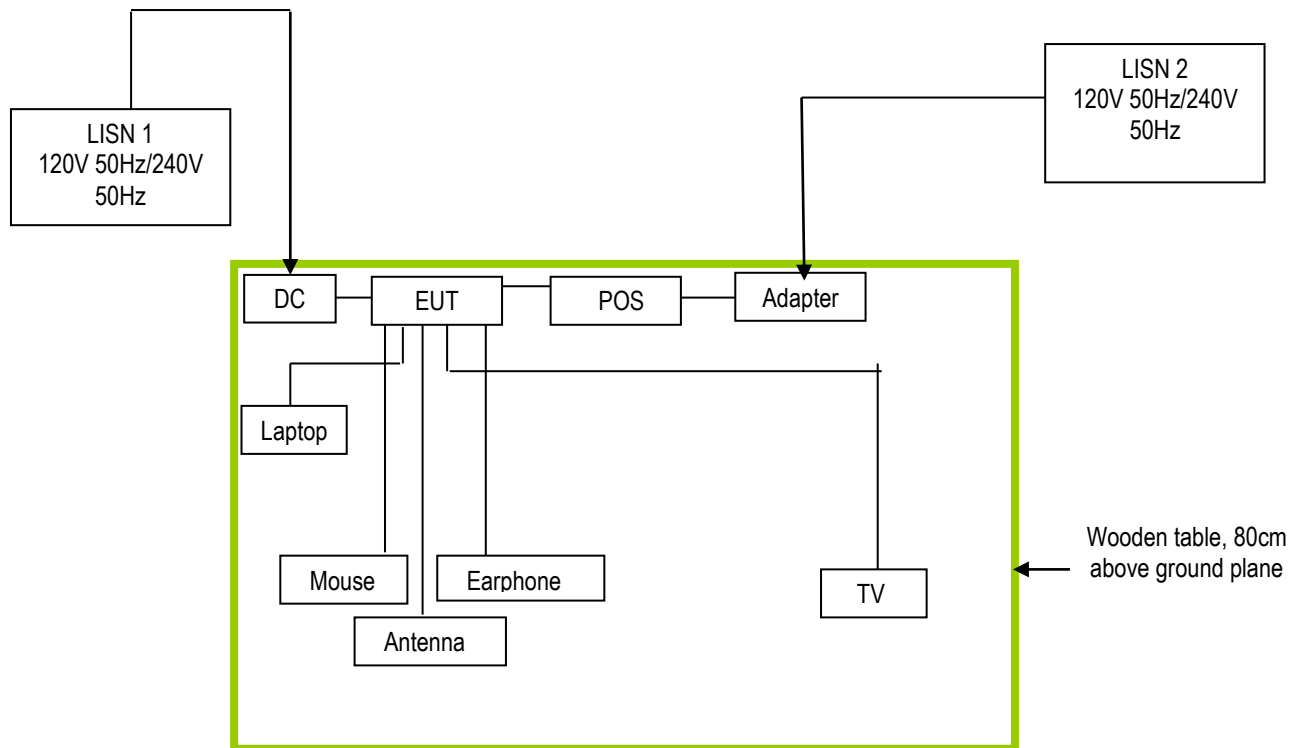 LISN 2
120V 50Hz/240V
50Hz
LISN 1
120V 50Hz/240V
50Hz
DC
EUT
POS
Adapter
Laptop
Wooden table, 80cm
above ground plane
Mouse
Earphone
TV
Antenna